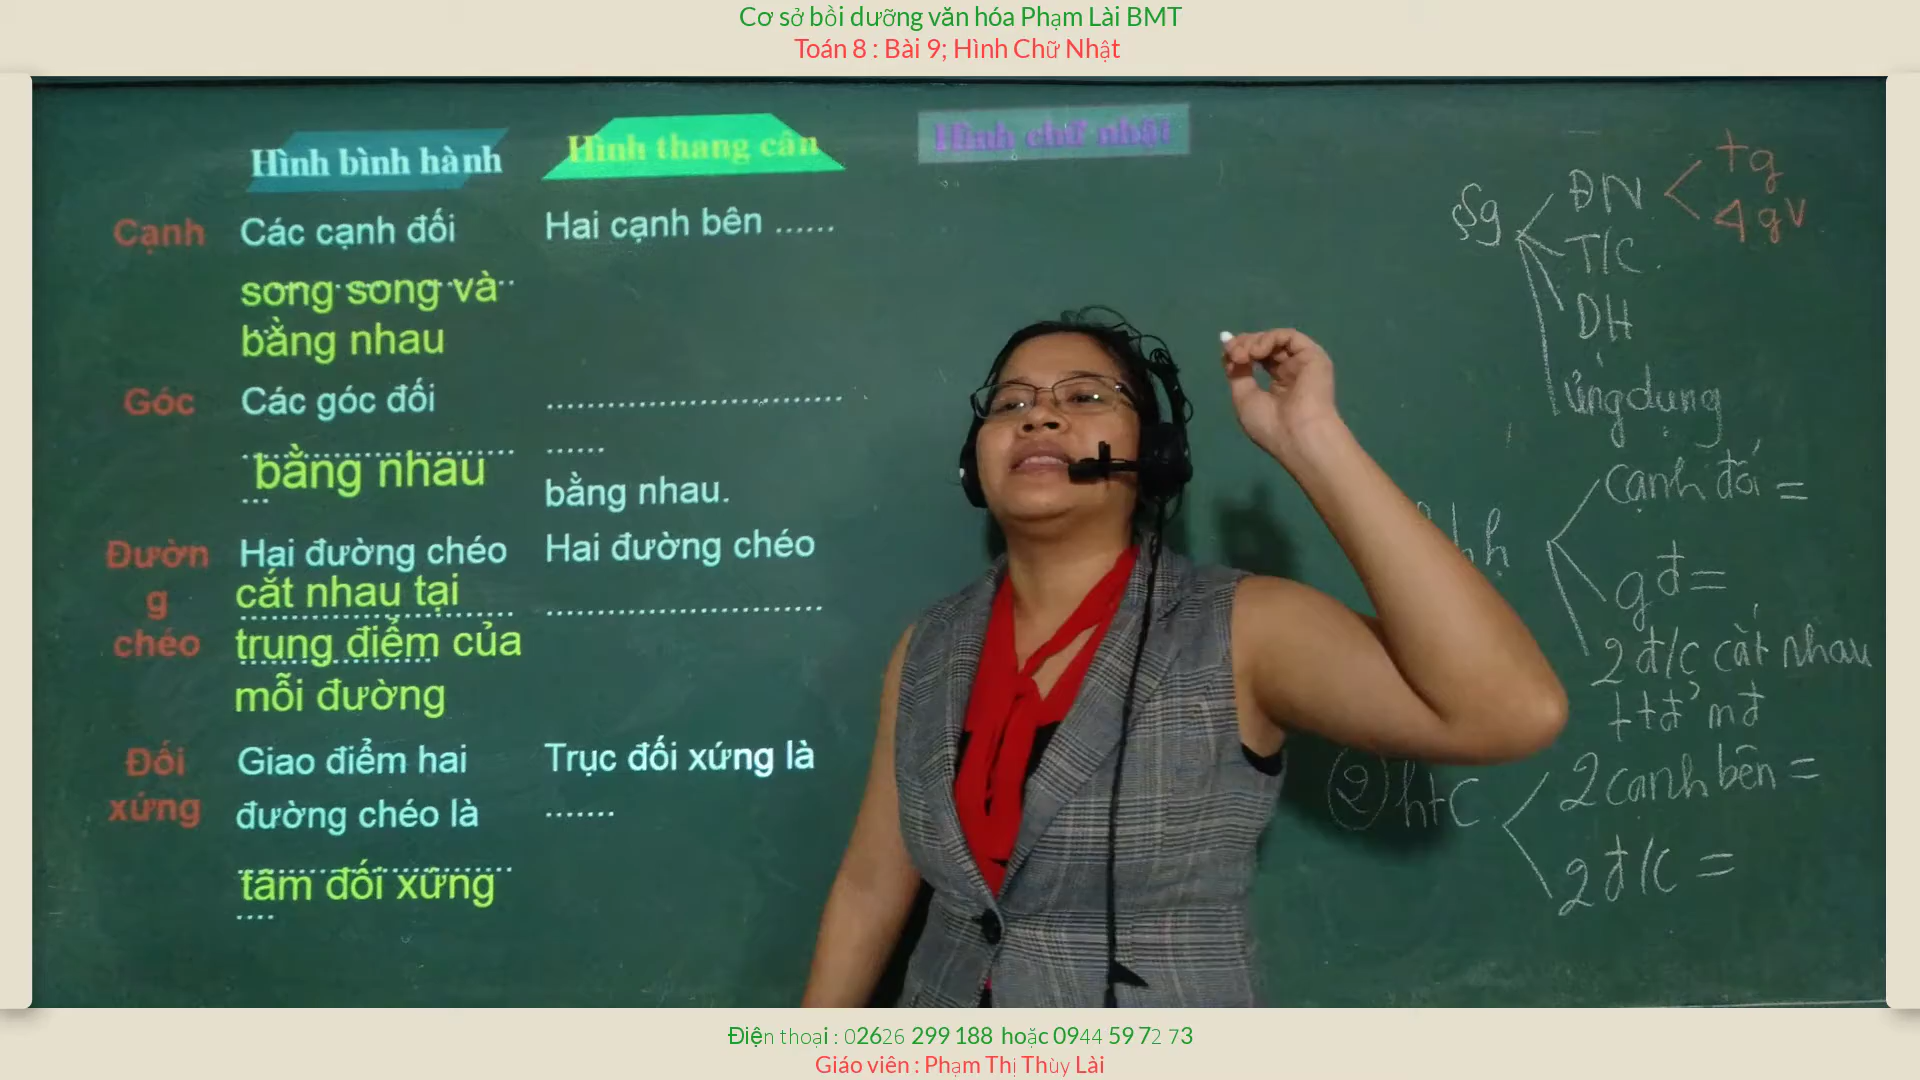 Cơ sở bồi dưỡng văn hóa Phạm Lài BMT
Toán 8 : Bài 9; Hình Chữ Nhật
Hình bình hành
Hình thang cân
Hình chữ nhật
Cạnh
Các cạnh đối
song song và
bằng nhau
Hai cạnh bên ......
Góc
Các góc đối
bằng nhau
bằng nhau.
Đườn
g
chéo
Hai đường chéo
cắt nhau tại
trung điểm của
mỗi đường
Hai đường chéo
Đối
xứng
Giao điểm hai
đường chéo là
tâm đối xứng
Trục đối xứng là
.......
ĐN
tg
4 gV
T/C
DH
ứng dụng
cạnh đối =
gđ =
2 đ/c cắt nhau
t tđ mđ
② htc
2 cạnh bên =
2 đ/c =
Điện thoại : 02626 299 188 hoặc 0944 59 72 73
Giáo viên : Phạm Thị Thùy Lài